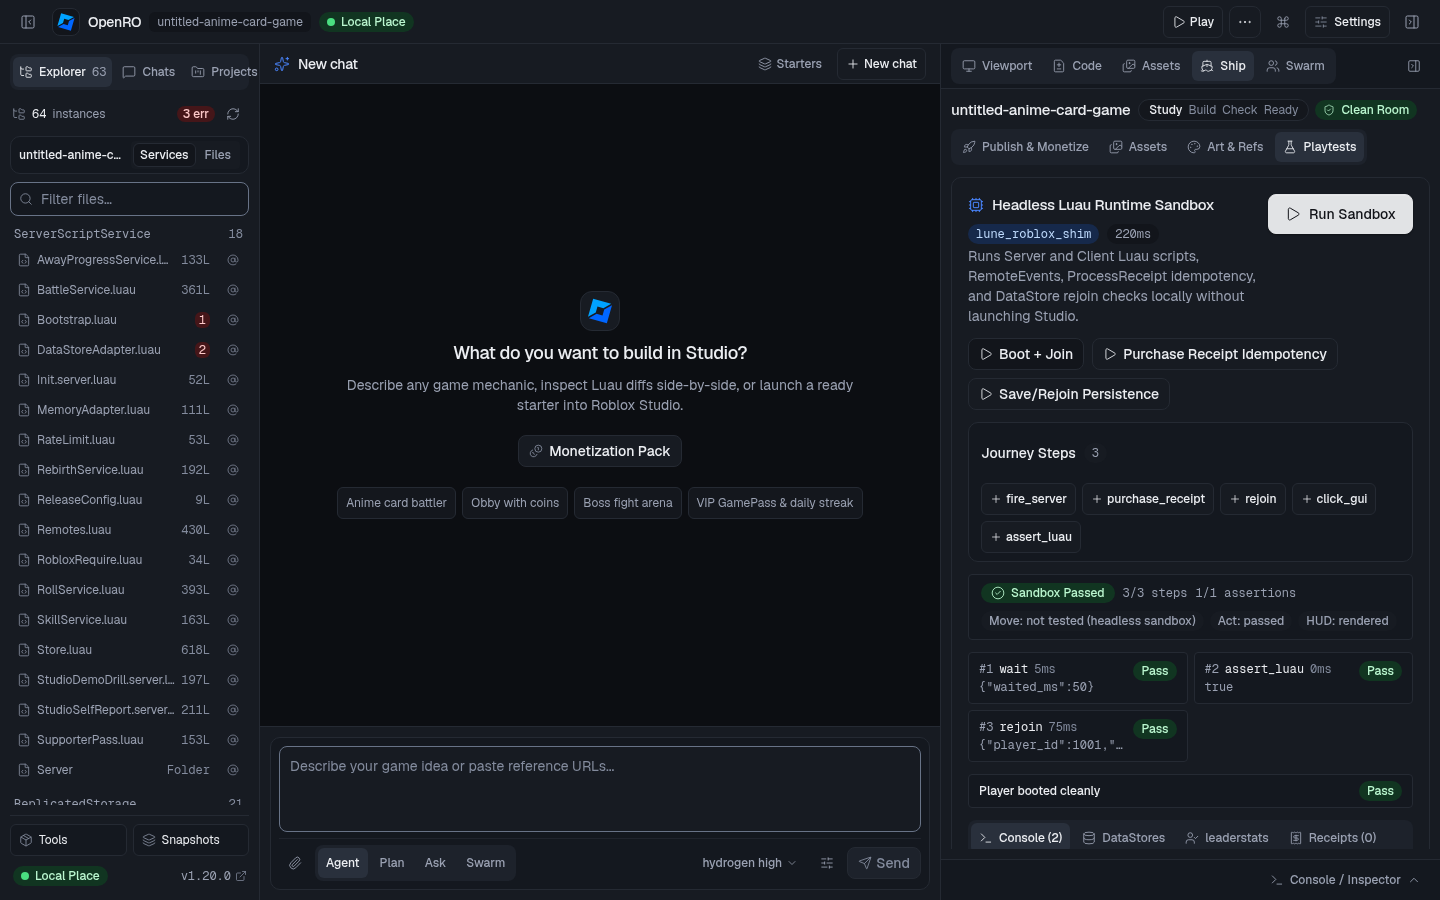 OpenRO
untitled-anime-card-game
Local Place
Play
Settings
Explorer 63
Chats
Projects
64 instances
3 err
untitled-anime-c...
Services
Files
Filter files...
ServerScriptService 18
AwayProgressService.l... 133L
BattleService.luau 361L
Bootstrap.luau 1
DataStoreAdapter.luau 2
Init.server.luau 52L
MemoryAdapter.luau 111L
RateLimit.luau 53L
RebirthService.luau 192L
ReleaseConfig.luau 9L
Remotes.luau 430L
RobloxRequire.luau 34L
RollService.luau 393L
SkillService.luau 163L
Store.luau 618L
StudioDemoDrill.server.l... 197L
StudioSelfReport.server... 211L
SupporterPass.luau 153L
Server Folder
ReplicatedStorage 21
Tools
Snapshots
Local Place
v1.20.0
New chat
Starters
New chat
What do you want to build in Studio?
Describe any game mechanic, inspect Luau diffs side-by-side, or launch a ready
starter into Roblox Studio.
Monetization Pack
Anime card battler
Obby with coins
Boss fight arena
VIP GamePass & daily streak
Describe your game idea or paste reference URLs...
Agent
Plan
Ask
Swarm
hydrogen high
Send
Viewport
Code
Assets
Ship
Swarm
untitled-anime-card-game
Study Build Check Ready
Clean Room
Publish & Monetize
Assets
Art & Refs
Playtests
Headless Luau Runtime Sandbox
Run Sandbox
lune_roblox_shim
220ms
Runs Server and Client Luau scripts,
RemoteEvents, ProcessReceipt idempotency,
and DataStore rejoin checks locally without
launching Studio.
Boot + Join
Purchase Receipt Idempotency
Save/Rejoin Persistence
Journey Steps 3
+ fire_server
+ purchase_receipt
+ rejoin
+ click_gui
+ assert_luau
Sandbox Passed
3/3 steps 1/1 assertions
Move: not tested (headless sandbox)
Act: passed
HUD: rendered
#1 wait 5ms
Pass
{"waited_ms":50}
#2 assert_luau 0ms
Pass
true
#3 rejoin 75ms
Pass
{"player_id":1001,"...
Player booted cleanly
Pass
Console (2)
DataStores
leaderstats
Receipts (0)
Console / Inspector